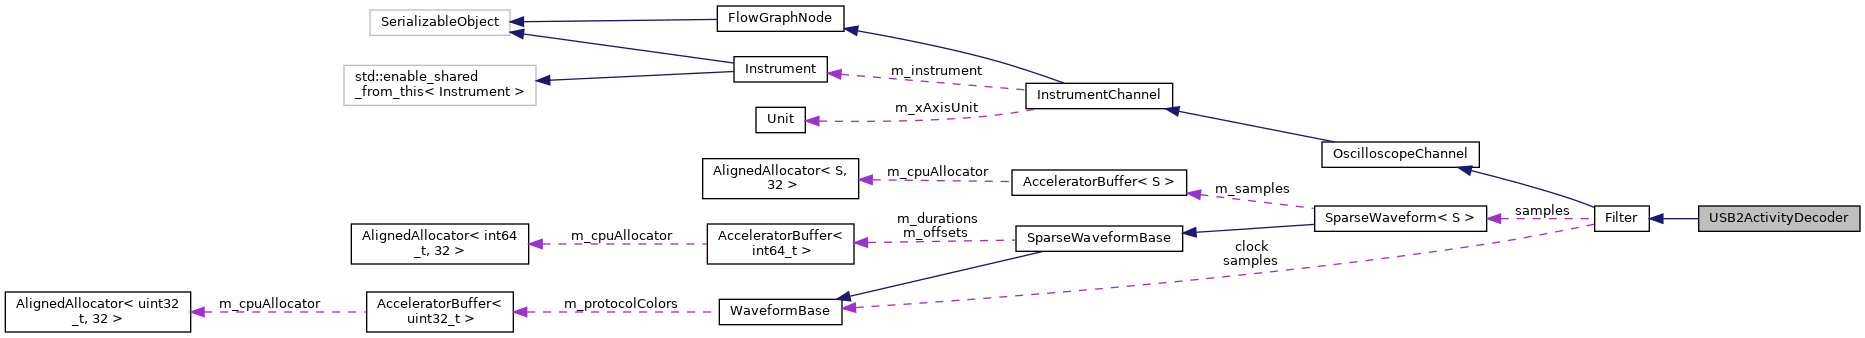 SerializableObject
FlowGraphNode
std::enable_shared
_from_this< Instrument >
Instrument
m_instrument
InstrumentChannel
m_xAxisUnit
Unit
OscilloscopeChannel
AlignedAllocator< S,
32 >
m_cpuAllocator
AcceleratorBuffer< S >
m_samples
SparseWaveform< S >
samples
Filter
USB2ActivityDecoder
AlignedAllocator< int64
_t, 32 >
m_cpuAllocator
AcceleratorBuffer<
int64_t >
m_durations
m_offsets
SparseWaveformBase
clock
samples
AlignedAllocator< uint32
_t, 32 >
m_cpuAllocator
AcceleratorBuffer<
uint32_t >
m_protocolColors
WaveformBase